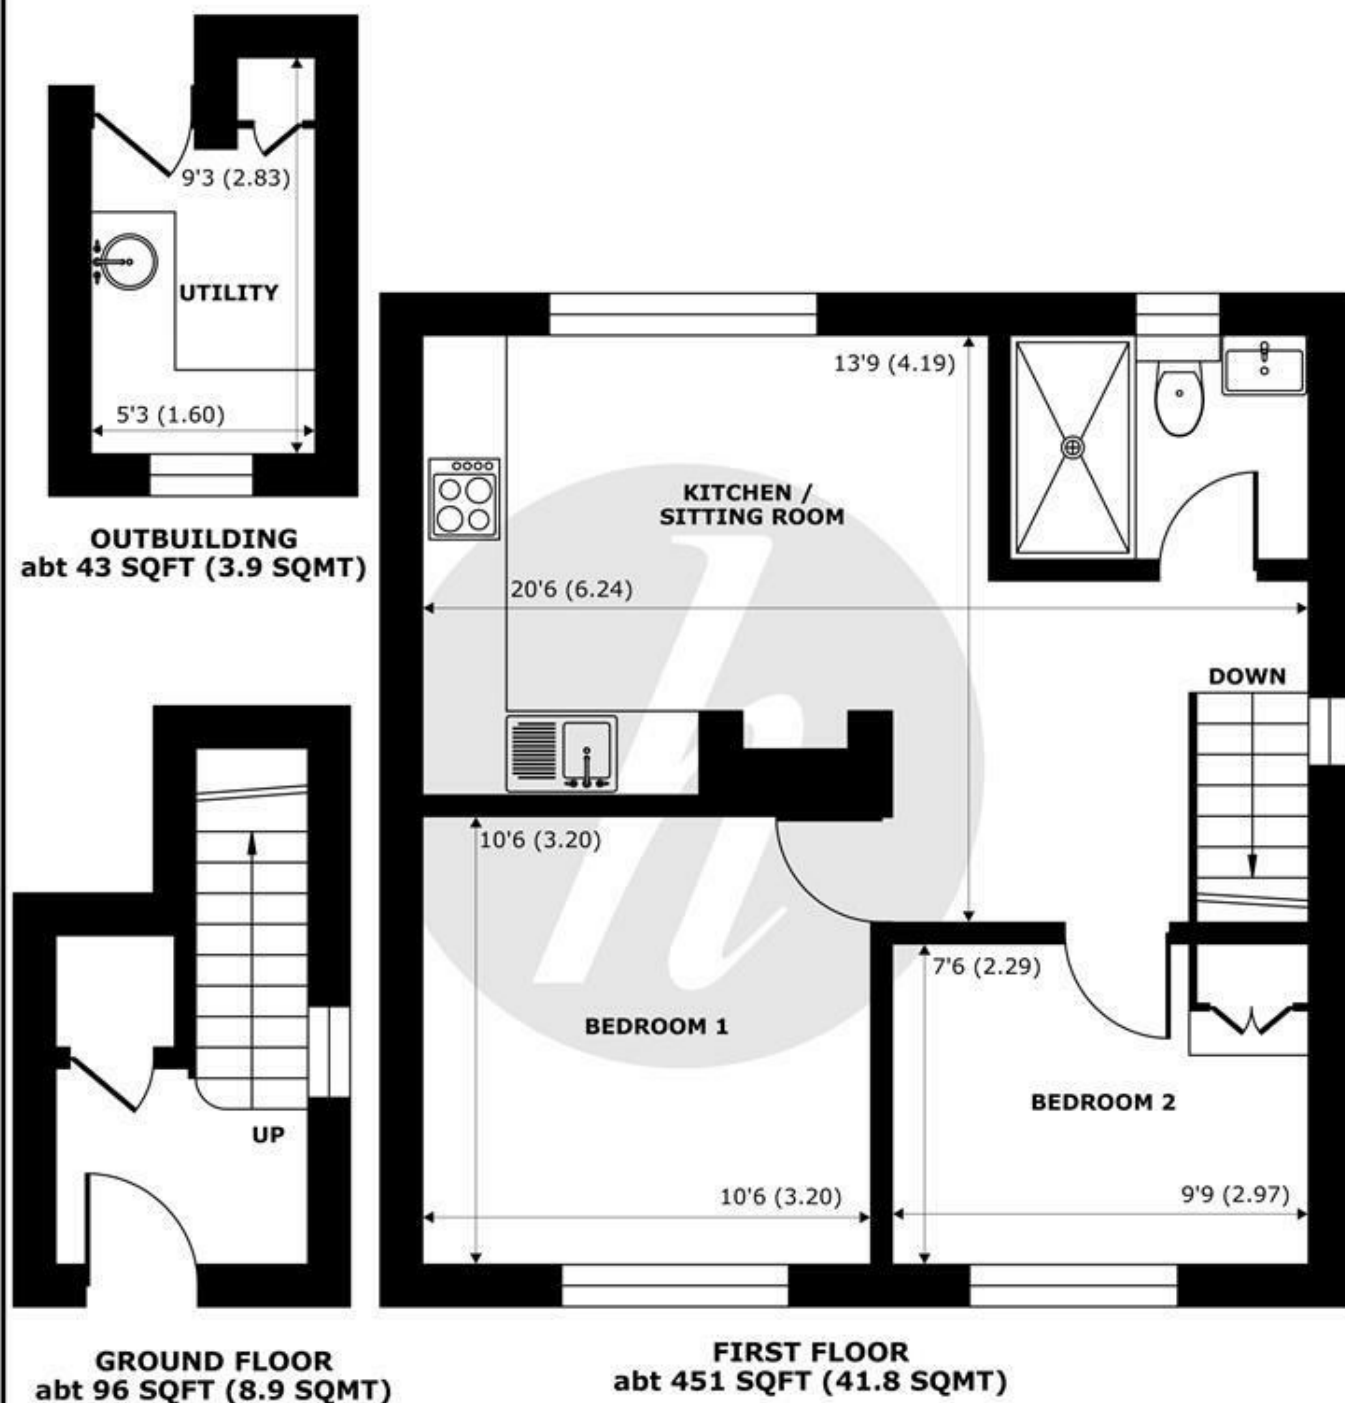 9'3 (2.83)
UTILITY
5'3 (1.60)
OUTBUILDING
abt 43 SQFT (3.9 SQMT)
13'9 (4.19)
KITCHEN /
SITTING ROOM
20'6 (6.24)
DOWN
10'6 (3.20)
7'6 (2.29)
BEDROOM 1
BEDROOM 2
10'6 (3.20)
9'9 (2.97)
FIRST FLOOR
abt 451 SQFT (41.8 SQMT)
UP
GROUND FLOOR
abt 96 SQFT (8.9 SQMT)
h